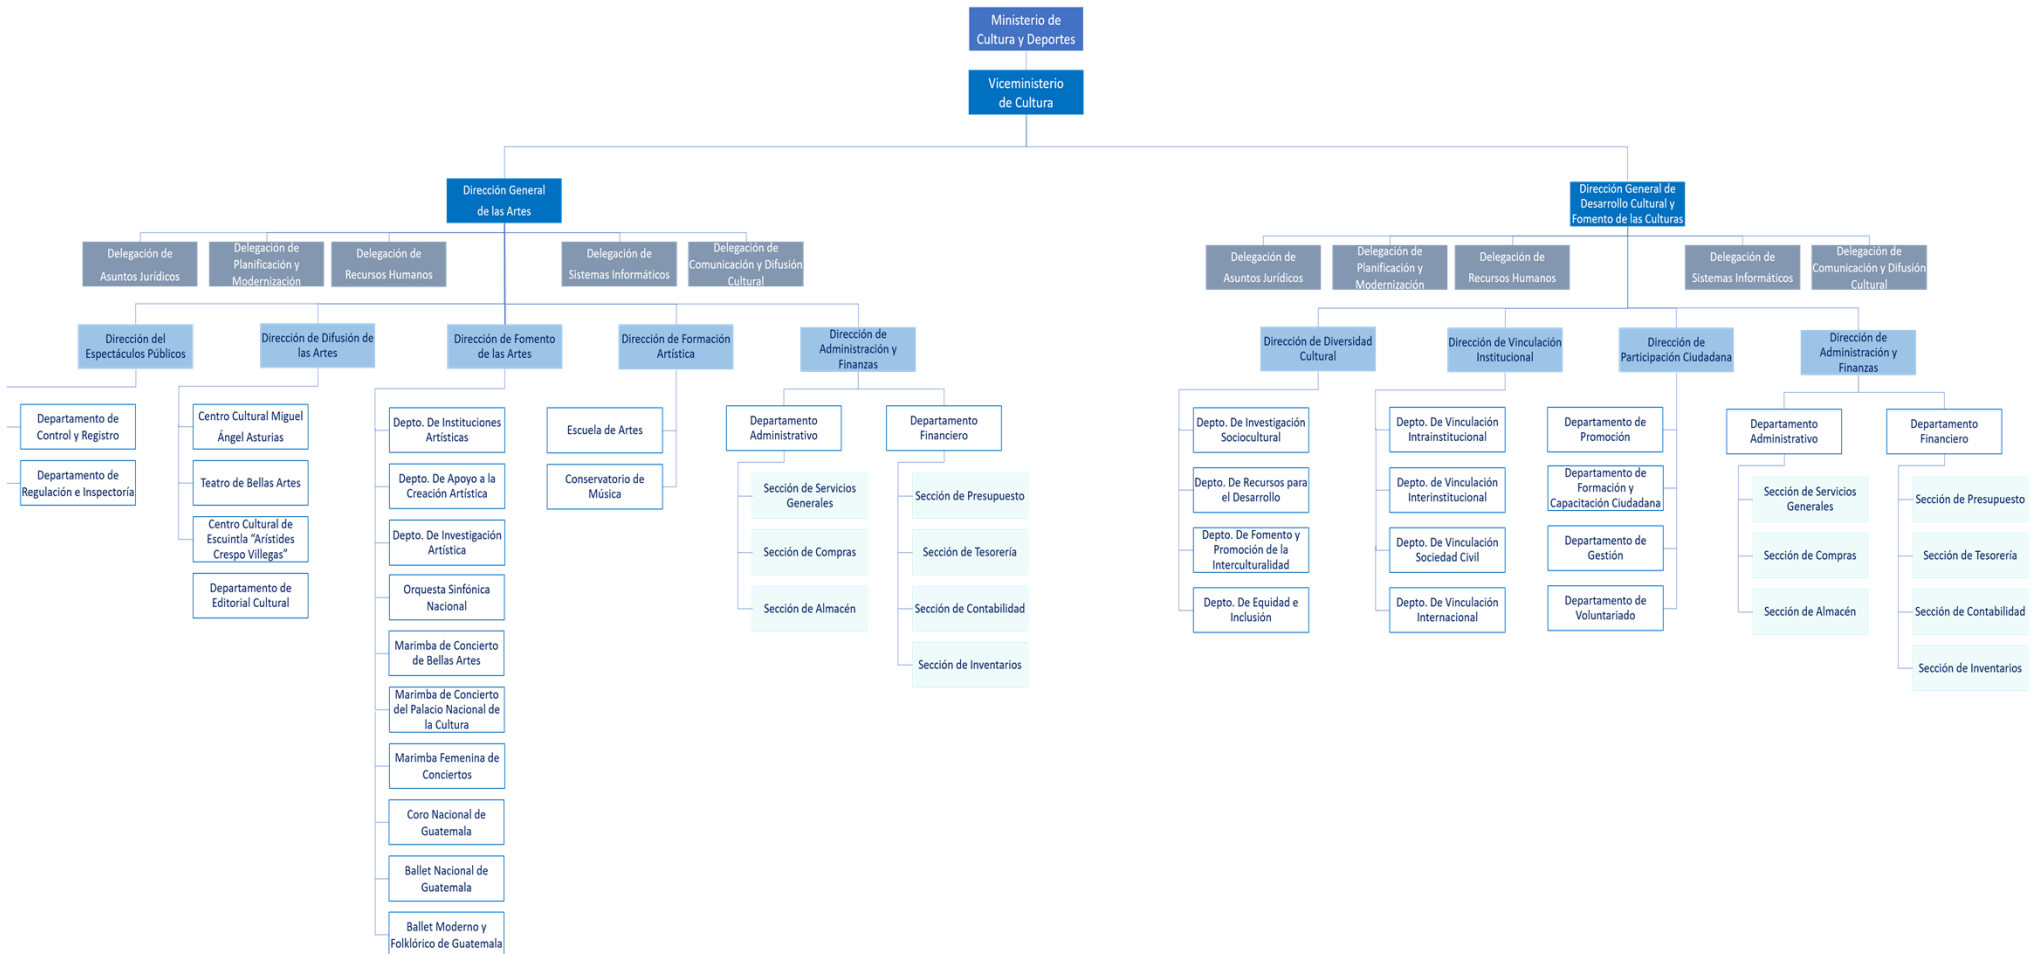 Ministerio de
Cultura y Deportes
Viceministerio
de Cultura
Dirección General
de las Artes
Dirección General de
Desarrollo Cultural y
Fomento de las Culturas
Delegación de
Asuntos Jurídicos
Delegación de
Planificación y
Modernización
Delegación de
Recursos Humanos
Delegación de
Sistemas Informáticos
Delegación de
Comunicación y Difusión
Cultural
Delegación de
Asuntos Jurídicos
Delegación de
Planificación y
Modernización
Delegación de
Recursos Humanos
Delegación de
Sistemas Informáticos
Delegación de
Comunicación y Difusión
Cultural
Dirección del
Espectáculos Públicos
Dirección de Difusión de
las Artes
Dirección de Fomento
de las Artes
Dirección de Formación
Artística
Dirección de
Administración y
Finanzas
Dirección de Diversidad
Cultural
Dirección de Vinculación
Institucional
Dirección de
Participación Ciudadana
Dirección de
Administración y
Finanzas
Departamento de
Control y Registro
Departamento de
Regulación e Inspectoría
Centro Cultural Miguel
Ángel Asturias
Teatro de Bellas Artes
Centro Cultural de
Escuintla “Arístides
Crespo Villegas”
Departamento de
Editorial Cultural
Depto. De Instituciones
Artísticas
Depto. De Apoyo a la
Creación Artística
Depto. De Investigación
Artística
Orquesta Sinfónica
Nacional
Marimba de Concierto
de Bellas Artes
Marimba de Concierto
del Palacio Nacional de
la Cultura
Marimba Femenina de
Conciertos
Coro Nacional de
Guatemala
Ballet Nacional de
Guatemala
Ballet Moderno y
Folklórico de Guatemala
Escuela de Artes
Conservatorio de
Música
Departamento
Administrativo
Sección de Servicios
Generales
Sección de Compras
Sección de Almacén
Departamento
Financiero
Sección de Presupuesto
Sección de Tesorería
Sección de Contabilidad
Sección de Inventarios
Depto. De Investigación
Sociocultural
Depto. De Recursos para
el Desarrollo
Depto. De Fomento y
Promoción de la
Interculturalidad
Depto. De Equidad e
Inclusión
Depto. De Vinculación
Intrainstitucional
Depto. de Vinculación
Interinstitucional
Depto. De Vinculación
Sociedad Civil
Depto. De Vinculación
Internacional
Departamento de
Promoción
Departamento de
Formación y
Capacitación Ciudadana
Departamento de
Gestión
Departamento de
Voluntariado
Departamento
Administrativo
Sección de Servicios
Generales
Sección de Compras
Sección de Almacén
Departamento
Financiero
Sección de Presupuesto
Sección de Tesorería
Sección de Contabilidad
Sección de Inventarios